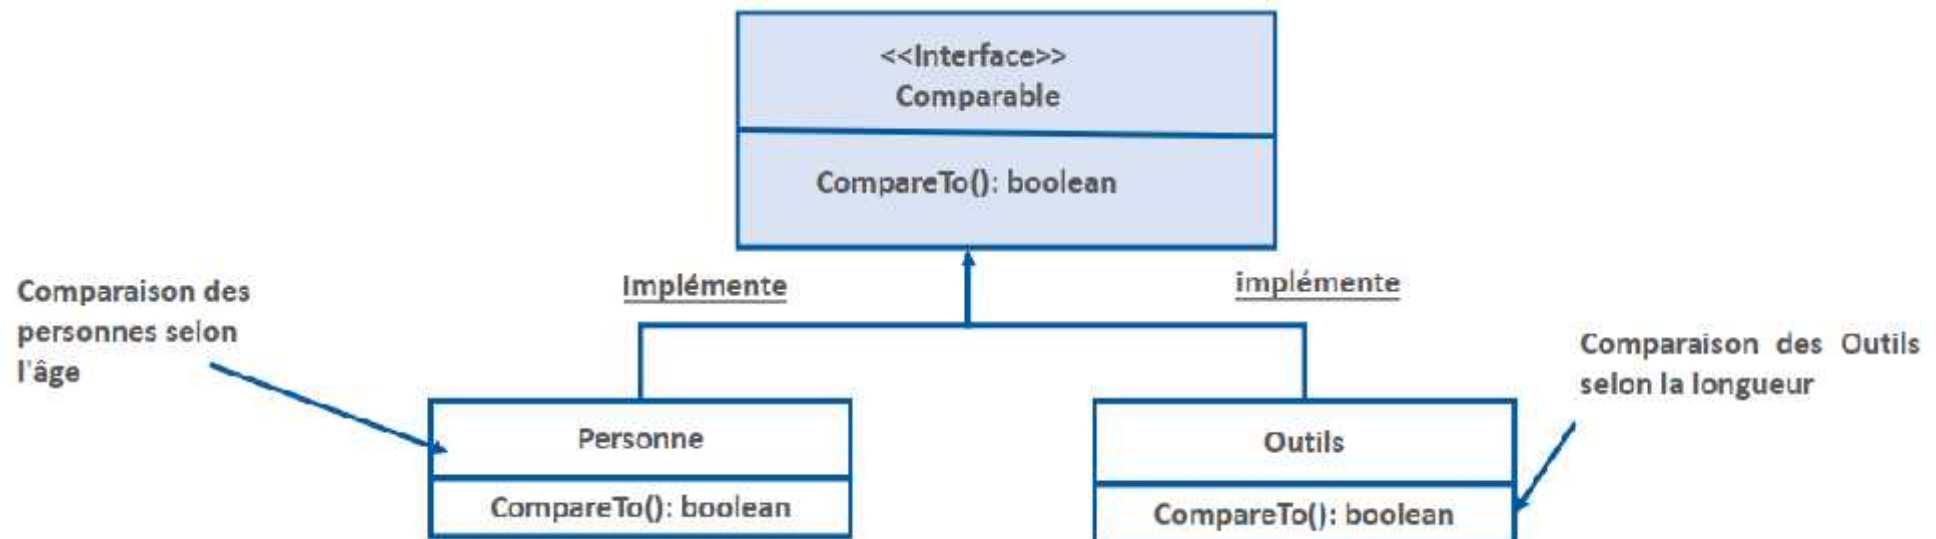 <<Interface>>
Comparable
CompareTo(): boolean
Implémente
implémente
Comparaison des
personnes selon
l'âge
Comparaison des Outils
selon la longueur
Personne
CompareTo(): boolean
Outils
CompareTo(): boolean